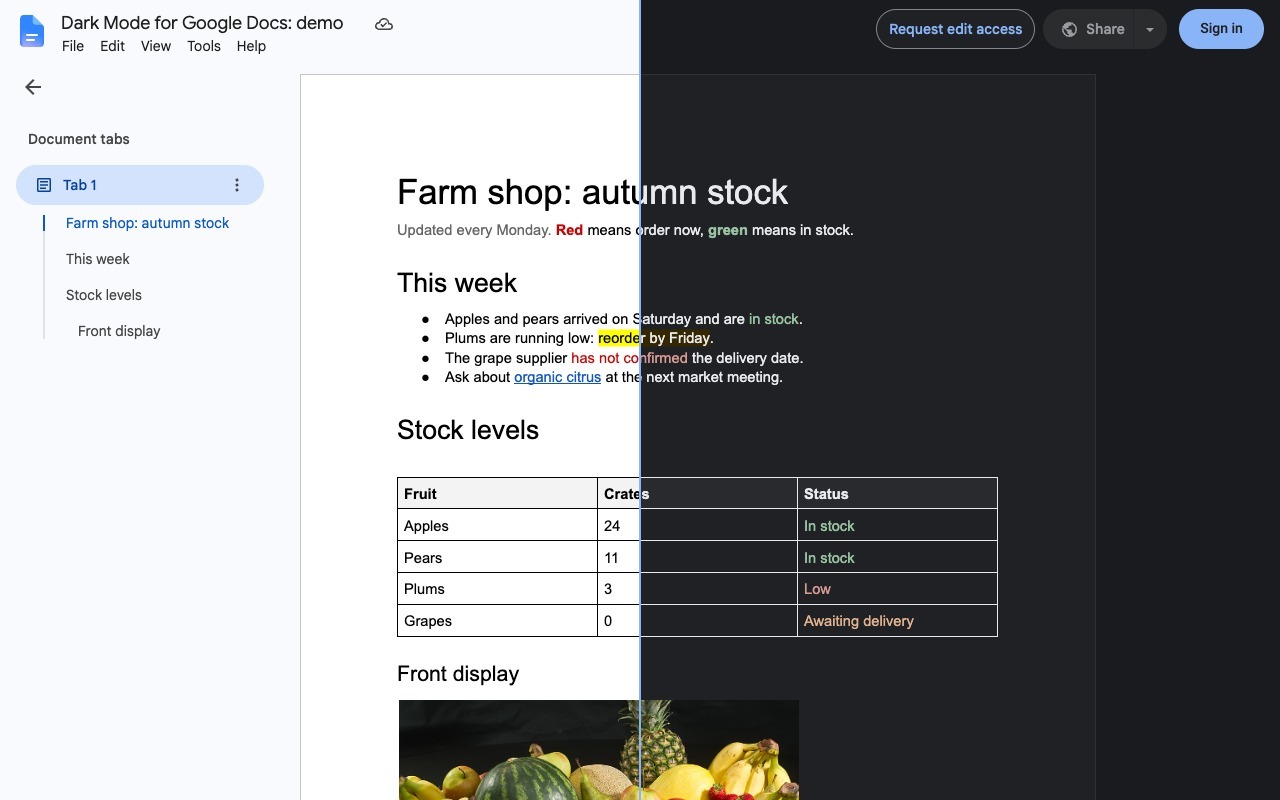 Dark Mode for Google Docs: demo
File Edit View Tools Help
Request edit access
Share
Sign in
Document tabs
Tab 1
Farm shop: autumn stock
This week
Stock levels
Front display
Farm shop: autumn stock
Updated every Monday. Red means order now, green means in stock.
This week
● Apples and pears arrived on Saturday and are in stock.
● Plums are running low: reorder by Friday.
● The grape supplier has not confirmed the delivery date.
● Ask about organic citrus at the next market meeting.
Stock levels
Fruit Crates Status
Apples 24 In stock
Pears 11 In stock
Plums 3 Low
Grapes 0 Awaiting delivery
Front display